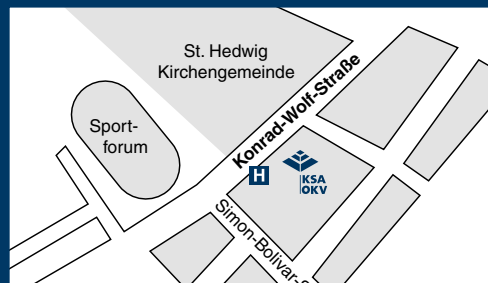 St. Hedwig
Kirchengemeinde
Sport-
forum
Konrad-Wolf-Straße
H
KSA
OKV
Simon-Bolivar-S